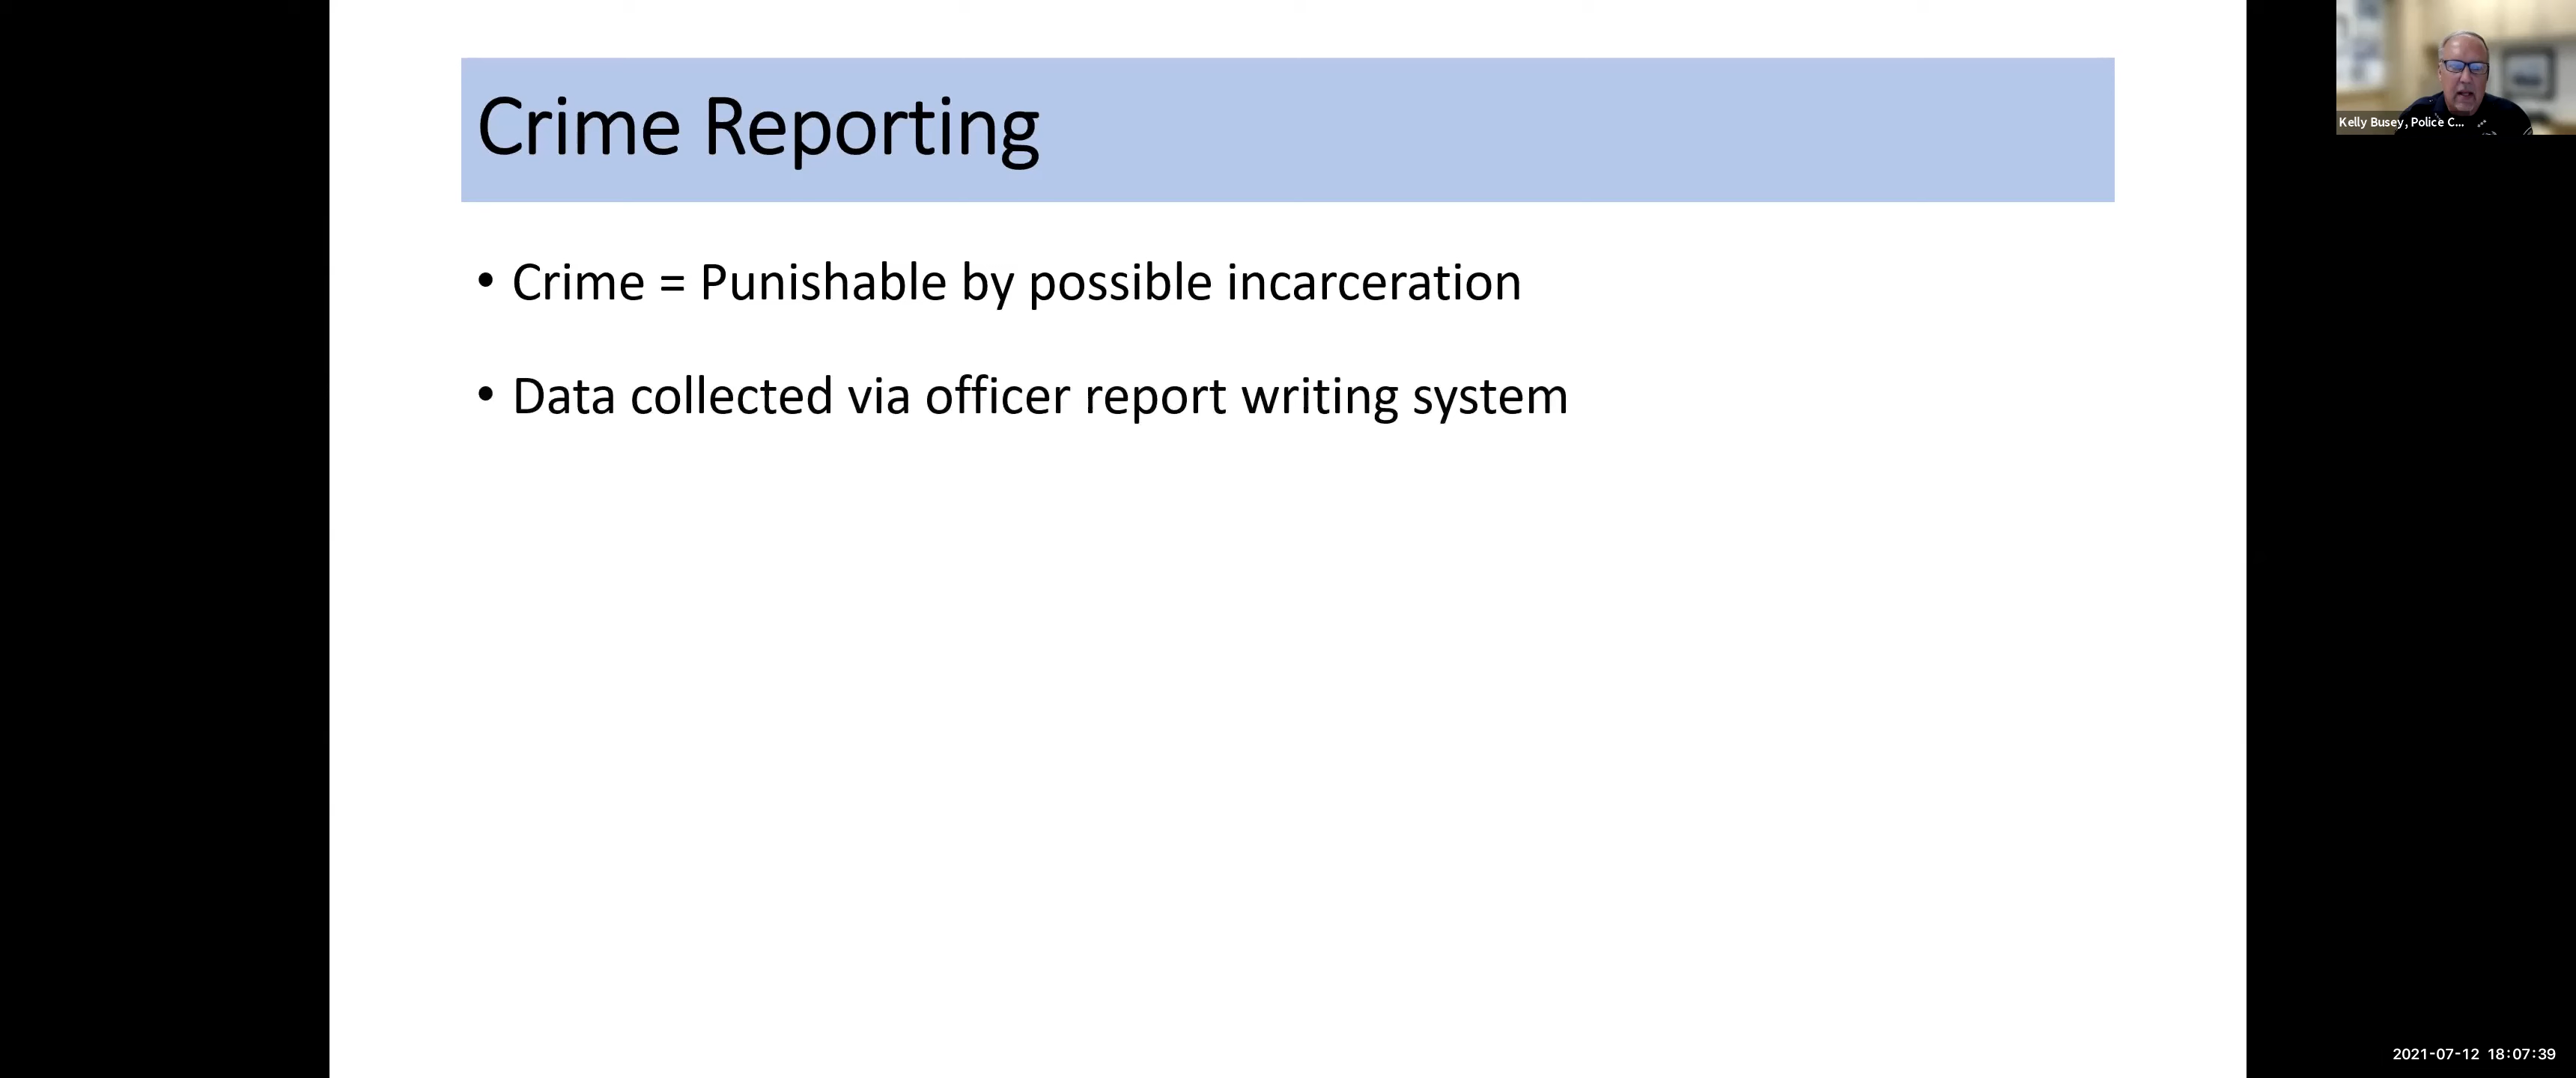 Crime Reporting
Kelly Busey, Police C...
• Crime = Punishable by possible incarceration
• Data collected via officer report writing system
2021-07-12 18:07:39